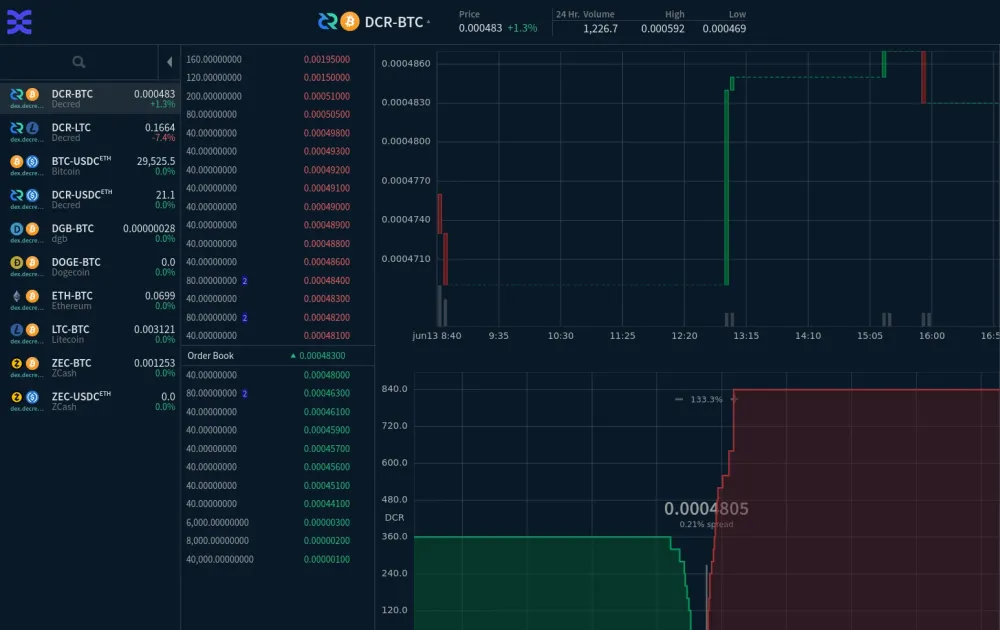 DCR-BTC
Price
0.000483 +1.3%
24 Hr. Volume
1,226.7
High
0.000592
Low
0.000469
DCR-BTC 0.000483
Decred +1.3%
dex.decre...
DCR-LTC 0.1664
Decred -7.4%
dex.decre...
BTC-USDC ETH 29,525.5
Bitcoin 0.0%
dex.decre...
DCR-USDC ETH 21.1
Decred 0.0%
dex.decre...
DGB-BTC 0.00000028
dgb 0.0%
dex.decre...
DOGE-BTC 0.0
Dogecoin 0.0%
dex.decre...
ETH-BTC 0.0699
Ethereum 0.0%
dex.decre...
LTC-BTC 0.003121
Litecoin 0.0%
dex.decre...
ZEC-BTC 0.001253
ZCash 0.0%
dex.decre...
ZEC-USDC ETH 0.0
ZCash 0.0%
dex.decre...
160.00000000 0.00195000
120.00000000 0.00150000
200.00000000 0.00051000
80.00000000 0.00050500
40.00000000 0.00049800
40.00000000 0.00049300
40.00000000 0.00049200
40.00000000 0.00049100
40.00000000 0.00049000
40.00000000 0.00048900
40.00000000 0.00048800
40.00000000 0.00048600
80.00000000 2 0.00048400
40.00000000 0.00048300
80.00000000 2 0.00048200
40.00000000 0.00048100
Order Book ▲ 0.00048300
40.00000000 0.00048000
80.00000000 2 0.00046300
40.00000000 0.00046100
40.00000000 0.00045900
40.00000000 0.00045700
40.00000000 0.00045600
40.00000000 0.00045100
40.00000000 0.00044100
6,000.00000000 0.00000300
8,000.00000000 0.00000200
40,000.00000000 0.00000100
0.0004860
0.0004830
0.0004800
0.0004770
0.0004740
0.0004710
jun13 8:40 9:35 10:30 11:25 12:20 13:15 14:10 15:05 16:00 16:5
840.0
720.0
600.0
480.0
DCR
360.0
240.0
120.0
− 133.3% +
0.0004805
0.21% spread